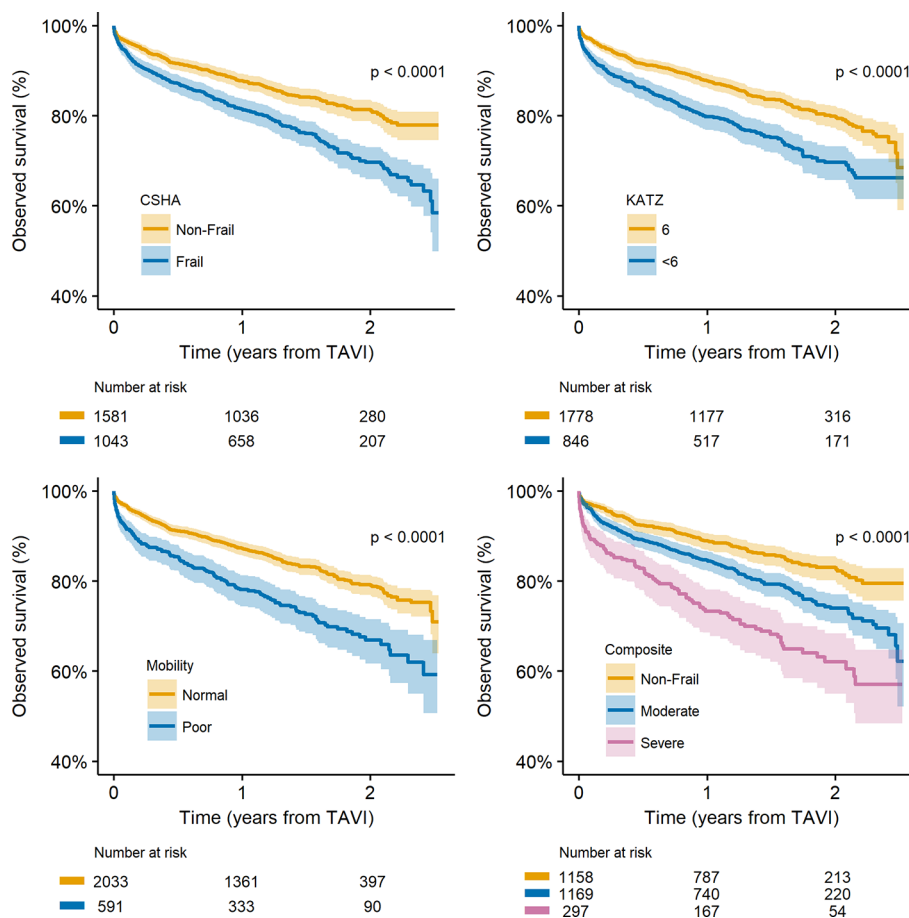 100%
80%
60%
40%
Observed survival (%)
p < 0.0001
CSHA
Non-Frail
Frail
0 1 2
Time (years from TAVI)
Number at risk
1581 1036 280
1043 658 207
100%
80%
60%
40%
Observed survival (%)
p < 0.0001
KATZ
6
<6
0 1 2
Time (years from TAVI)
Number at risk
1778 1177 316
846 517 171
100%
80%
60%
40%
Observed survival (%)
p < 0.0001
Mobility
Normal
Poor
0 1 2
Time (years from TAVI)
Number at risk
2033 1361 397
591 333 90
100%
80%
60%
40%
Observed survival (%)
p < 0.0001
Composite
Non-Frail
Moderate
Severe
0 1 2
Time (years from TAVI)
Number at risk
1158 787 213
1169 740 220
297 167 54